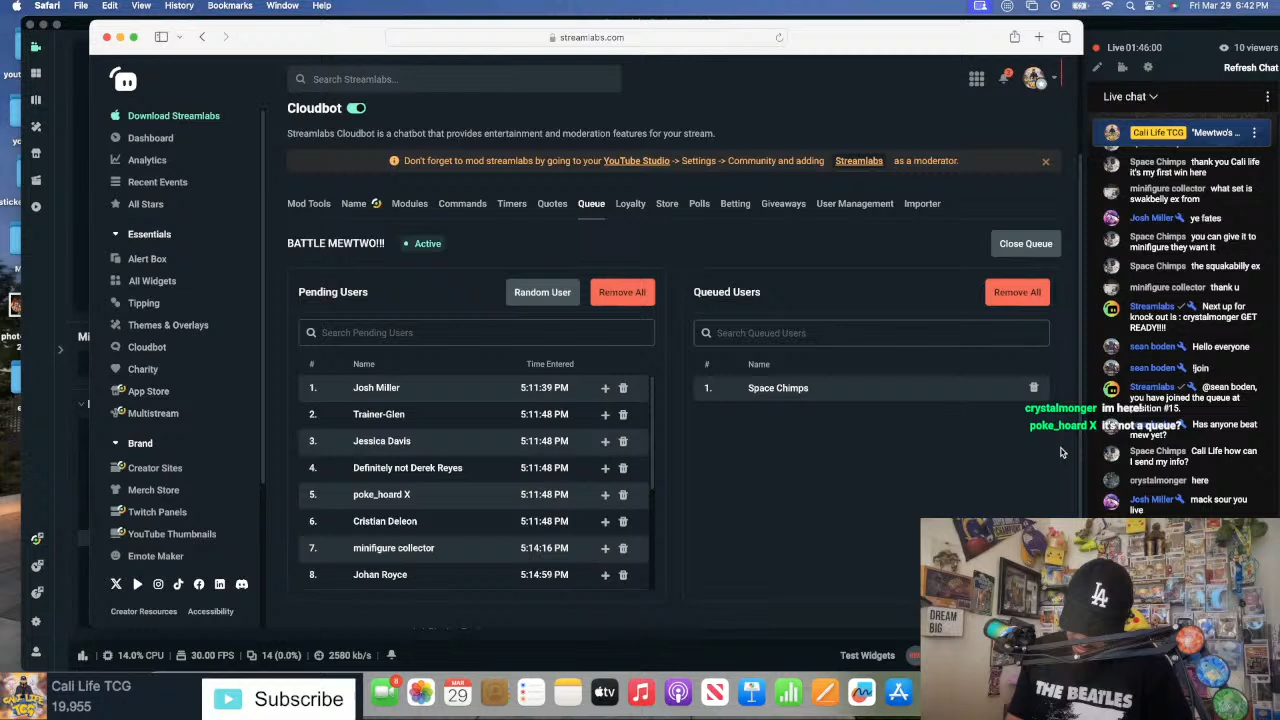 Safari File Edit View History Bookmarks Window Help
Fri Mar 29 6:42 PM
streamlabs.com
Live 01:46:00 10 viewers
Refresh Chat
Search Streamlabs...
Live chat
Download Streamlabs
Dashboard
Analytics
Recent Events
All Stars
Essentials
Alert Box
All Widgets
Tipping
Themes & Overlays
Cloudbot
Charity
App Store
Multistream
Brand
Creator Sites
Merch Store
Twitch Panels
YouTube Thumbnails
Emote Maker
Creator Resources Accessibility
Cloudbot
Streamlabs Cloudbot is a chatbot that provides entertainment and moderation features for your stream.
Don't forget to mod streamlabs by going to your YouTube Studio -> Settings -> Community and adding Streamlabs as a moderator.
Mod Tools Name Modules Commands Timers Quotes Queue Loyalty Store Polls Betting Giveaways User Management Importer
BATTLE MEWTWO!!! Active Close Queue
Pending Users Random User Remove All
Search Pending Users
# Name Time Entered
1. Josh Miller 5:11:39 PM
2. Trainer-Glen 5:11:48 PM
3. Jessica Davis 5:11:48 PM
4. Definitely not Derek Reyes 5:11:48 PM
5. poke_hoard X 5:11:48 PM
6. Cristian Deleon 5:11:48 PM
7. minifigure collector 5:14:16 PM
8. Johan Royce 5:14:59 PM
Queued Users Remove All
Search Queued Users
# Name
1. Space Chimps
crystalmonger im here!
poke_hoard X it's not a queue?
Cali Life TCG "Mewtwo's ...
Space Chimps thank you Cali life
it's my first win here
minifigure collector what set is
swakbelly ex from
Josh Miller ye fates
Space Chimps you can give it to
minifigure they want it
Space Chimps the squakabilly ex
minifigure collector thank u
Streamlabs Next up for
knock out is : crystalmonger GET
READY!!!!
sean boden Hello everyone
sean boden !join
Streamlabs @sean boden,
you have joined the queue at
position #15.
Has anyone beat
mew yet?
Space Chimps Cali Life how can
I send my info?
crystalmonger here
Josh Miller mack sour you
live
14.0% CPU 30.00 FPS 14 (0.0%) 2580 kb/s
Test Widgets
Cali Life TCG
19,955
Subscribe
8
MAR
29
tv
DREAM
BIG
LA
THE BEATLES